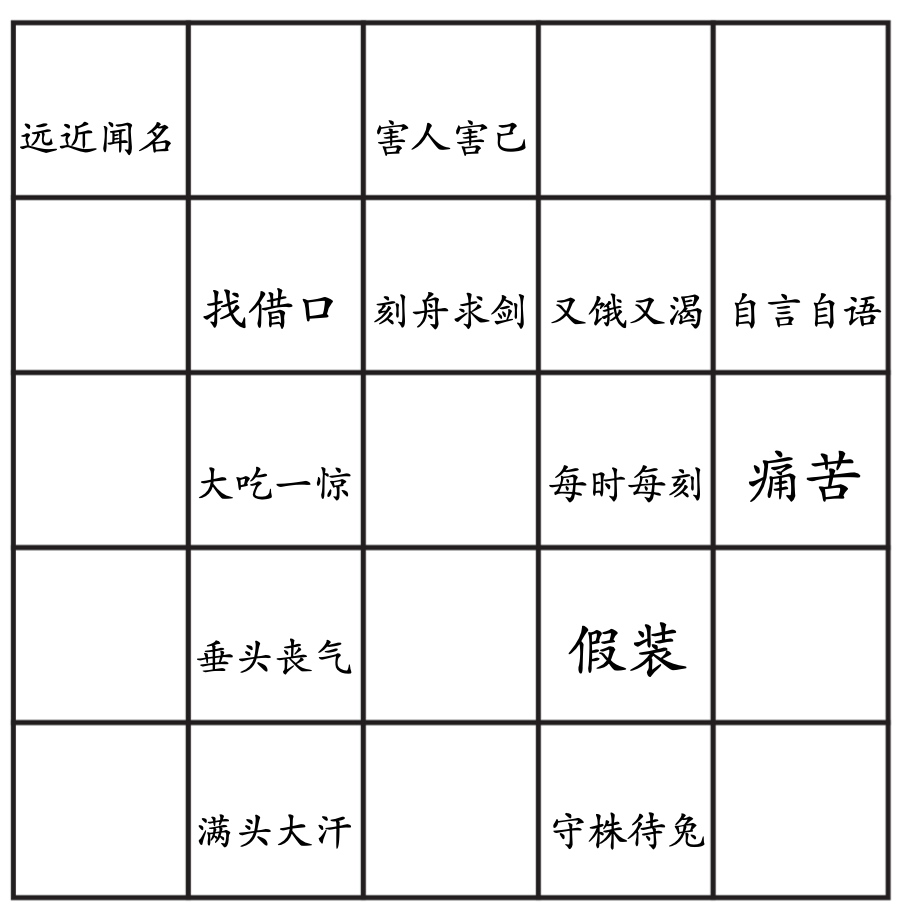 远近闻名
害人害己
找借口
刻舟求剑
又饿又渴
自言自语
大吃一惊
每时每刻
痛苦
垂头丧气
假装
满头大汗
守株待兔